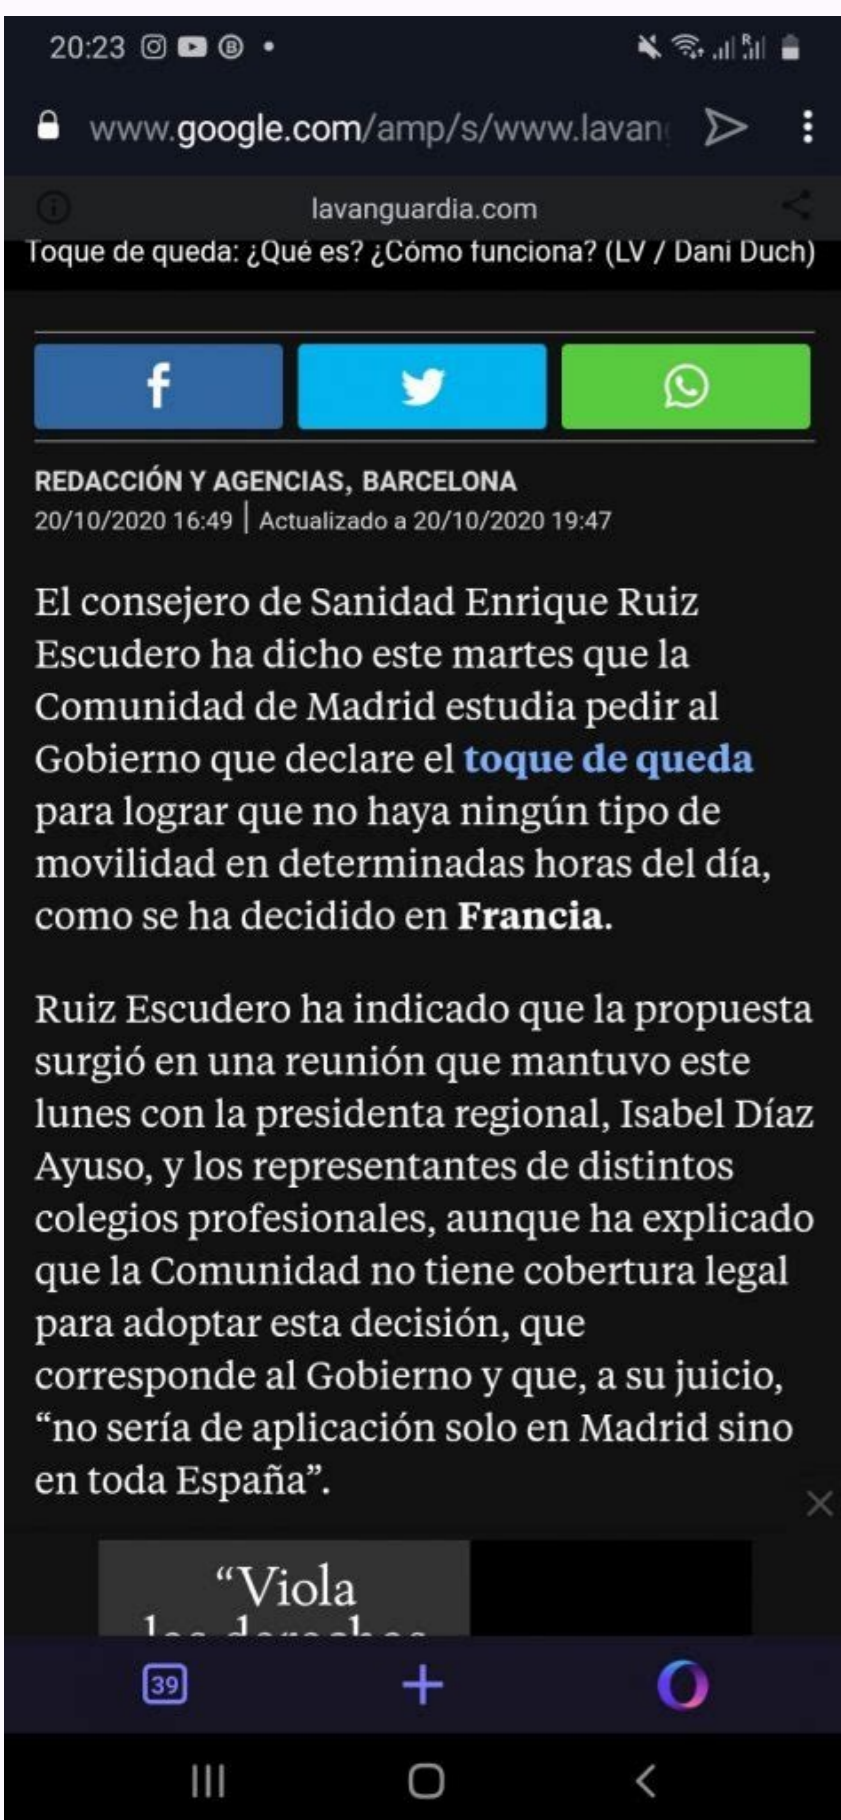 20:23
www.google.com/amp/s/www.lavan
lavanguardia.com
Toque de queda: ¿Qué es? ¿Cómo funciona? (LV / Dani Duch)
REDACCIÓN Y AGENCIAS, BARCELONA
20/10/2020 16:49 | Actualizado a 20/10/2020 19:47
El consejero de Sanidad Enrique Ruiz
Escudero ha dicho este martes que la
Comunidad de Madrid estudia pedir al
Gobierno que declare el toque de queda
para lograr que no haya ningún tipo de
movilidad en determinadas horas del día,
como se ha decidido en Francia.
Ruiz Escudero ha indicado que la propuesta
surgió en una reunión que mantuvo este
lunes con la presidenta regional, Isabel Díaz
Ayuso, y los representantes de distintos
colegios profesionales, aunque ha explicado
que la Comunidad no tiene cobertura legal
para adoptar esta decisión, que
corresponde al Gobierno y que, a su juicio,
“no sería de aplicación solo en Madrid sino
en toda España”.
“Viola
los derechos
39